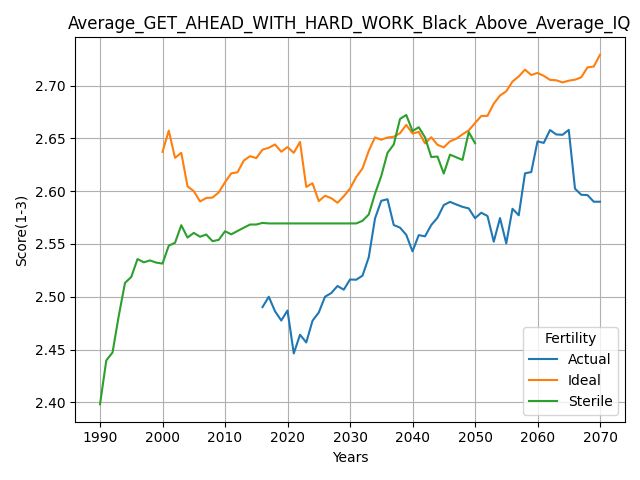 Average_GET_AHEAD_WITH_HARD_WORK_Black_Above_Average_IQ
Score(1-3)
2.70
2.65
2.60
2.55
2.50
2.45
2.40
1990 2000 2010 2020 2030 2040 2050 2060 2070
Years
Fertility
Actual
Ideal
Sterile